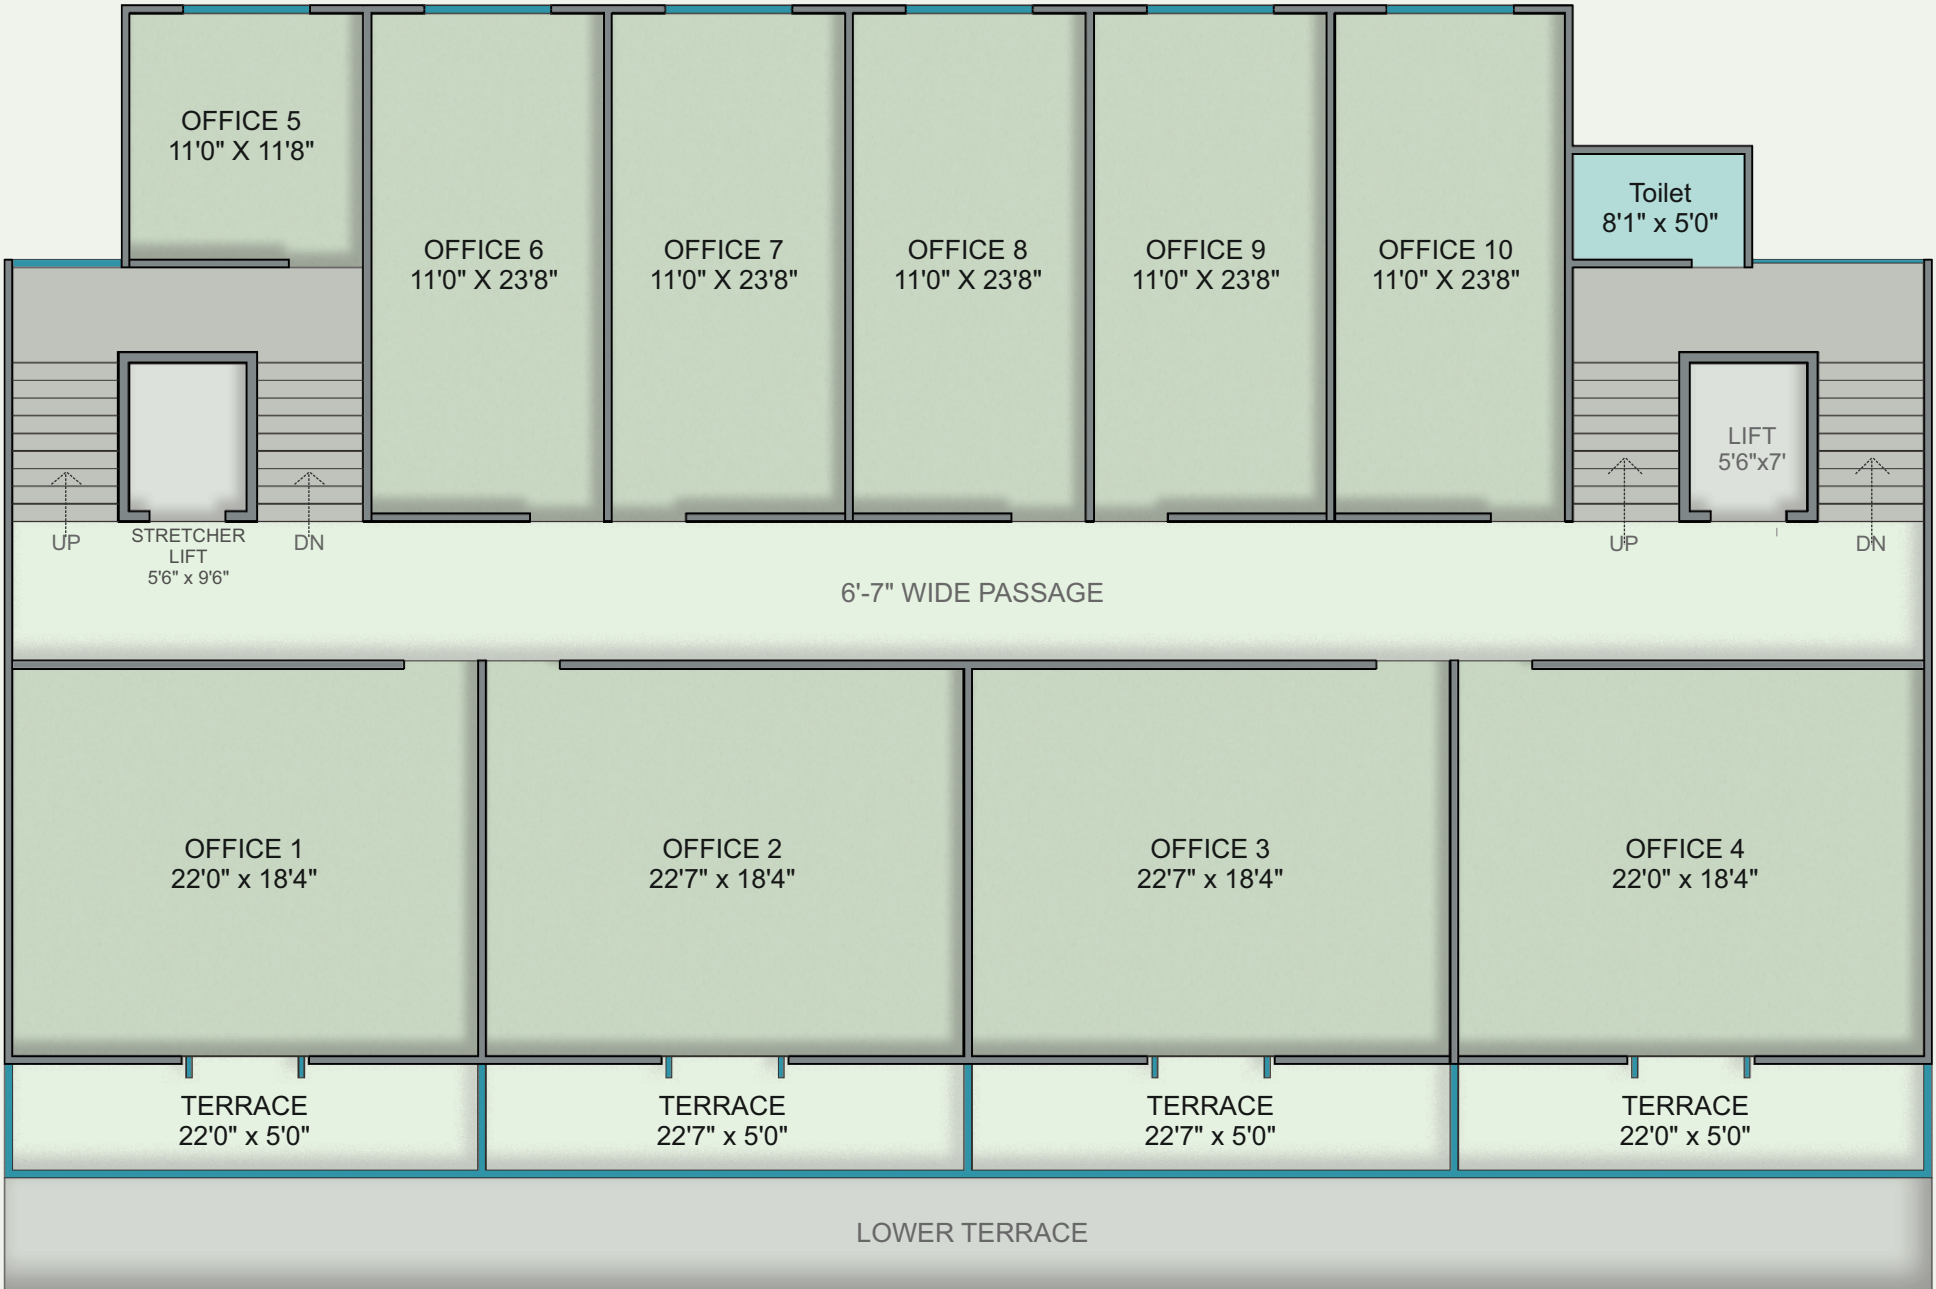 OFFICE 5
11'0" X 11'8"
OFFICE 6
11'0" X 23'8"
OFFICE 7
11'0" X 23'8"
OFFICE 8
11'0" X 23'8"
OFFICE 9
11'0" X 23'8"
OFFICE 10
11'0" X 23'8"
Toilet
8'1" x 5'0"
LIFT
5'6"x7'
UP
STRETCHER
LIFT
5'6" x 9'6"
DN
UP
DN
6'-7" WIDE PASSAGE
OFFICE 1
22'0" x 18'4"
OFFICE 2
22'7" x 18'4"
OFFICE 3
22'7" x 18'4"
OFFICE 4
22'0" x 18'4"
TERRACE
22'0" x 5'0"
TERRACE
22'7" x 5'0"
TERRACE
22'7" x 5'0"
TERRACE
22'0" x 5'0"
LOWER TERRACE